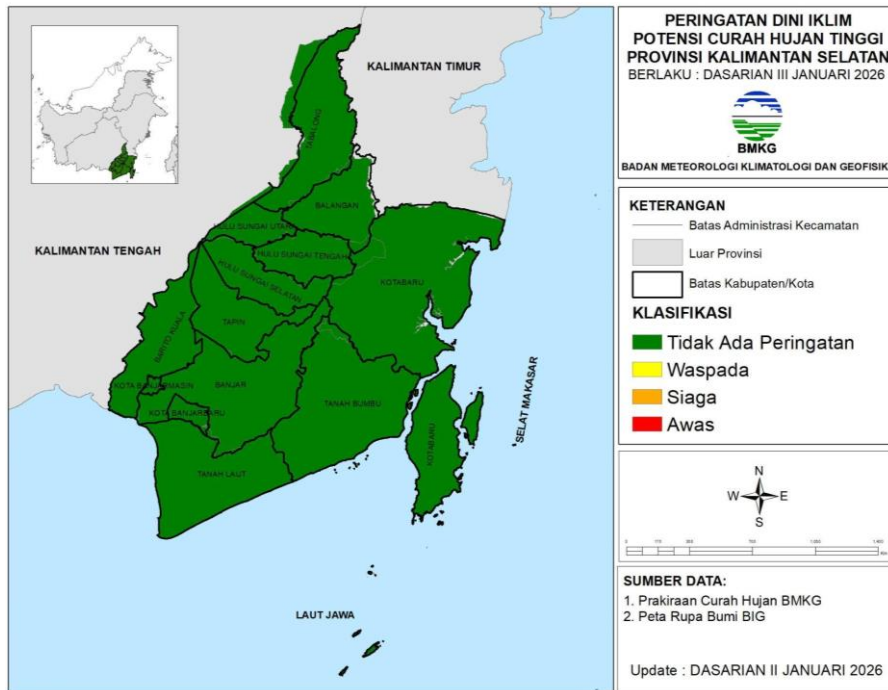 PERINGATAN DINI IKLIM
POTENSI CURAH HUJAN TINGGI
PROVINSI KALIMANTAN SELATAN
BERLAKU : DASARIAN III JANUARI 2026
BMKG
BADAN METEOROLOGI KLIMATOLOGI DAN GEOFISIK
KETERANGAN
Batas Administrasi Kecamatan
Luar Provinsi
Batas Kabupaten/Kota
KLASIFIKASI
Tidak Ada Peringatan
Waspada
Siaga
Awas
N
W E
S
SUMBER DATA:
1. Prakiraan Curah Hujan BMKG
2. Peta Rupa Bumi BIG
Update : DASARIAN II JANUARI 2026
KALIMANTAN TIMUR
TABALONG
BALANGAN
HULU SUNGAI UTARA
KALIMANTAN TENGAH
HULU SUNGAI TENGAH
HULU SUNGAI SELATAN
KOTABARU
TAPIN
BARITO KUALA
KOTA BANJARMASIN
BANJAR
KOTA BANJARBARU
TANAH BUMBU
SELAT MAKASAR
KOTABARU
TANAH LAUT
LAUT JAWA